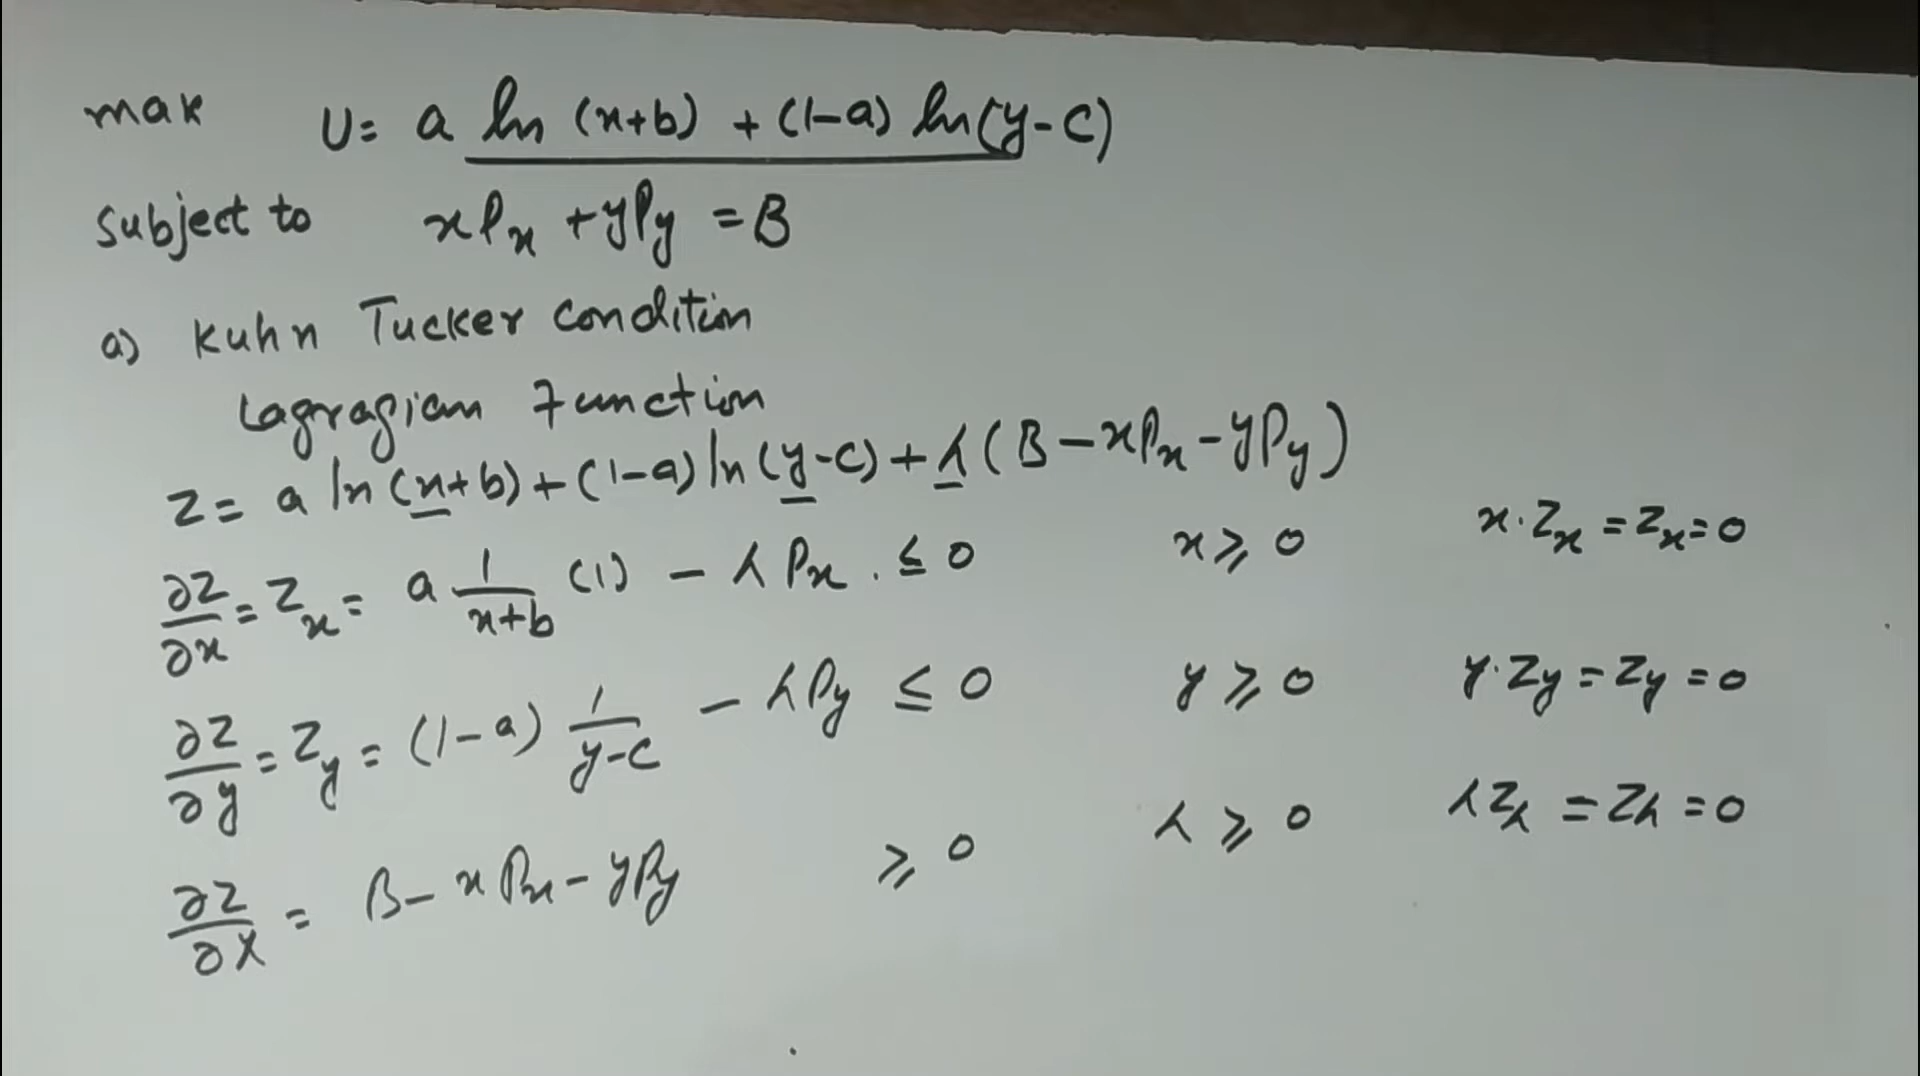 max U = a ln (x+b) + (1-a) ln(y-c)
subject to xPx + yPy = B
a) Kuhn Tucker condition
Lagragian Function
Z = a ln (x+b) + (1-a) ln (y-c) + λ (B - xPx - yPy)
∂Z/∂x = Zx = a 1/(x+b) (1) - λ Px . ≤ 0 x ≥ 0 x.Zx = Zx = 0
∂Z/∂y = Zy = (1-a) 1/(y-c) - λPy ≤ 0 y ≥ 0 y.Zy = Zy = 0
∂Z/∂λ = B - xPx - yPy ≥ 0 λ ≥ 0 λZλ = Zλ = 0